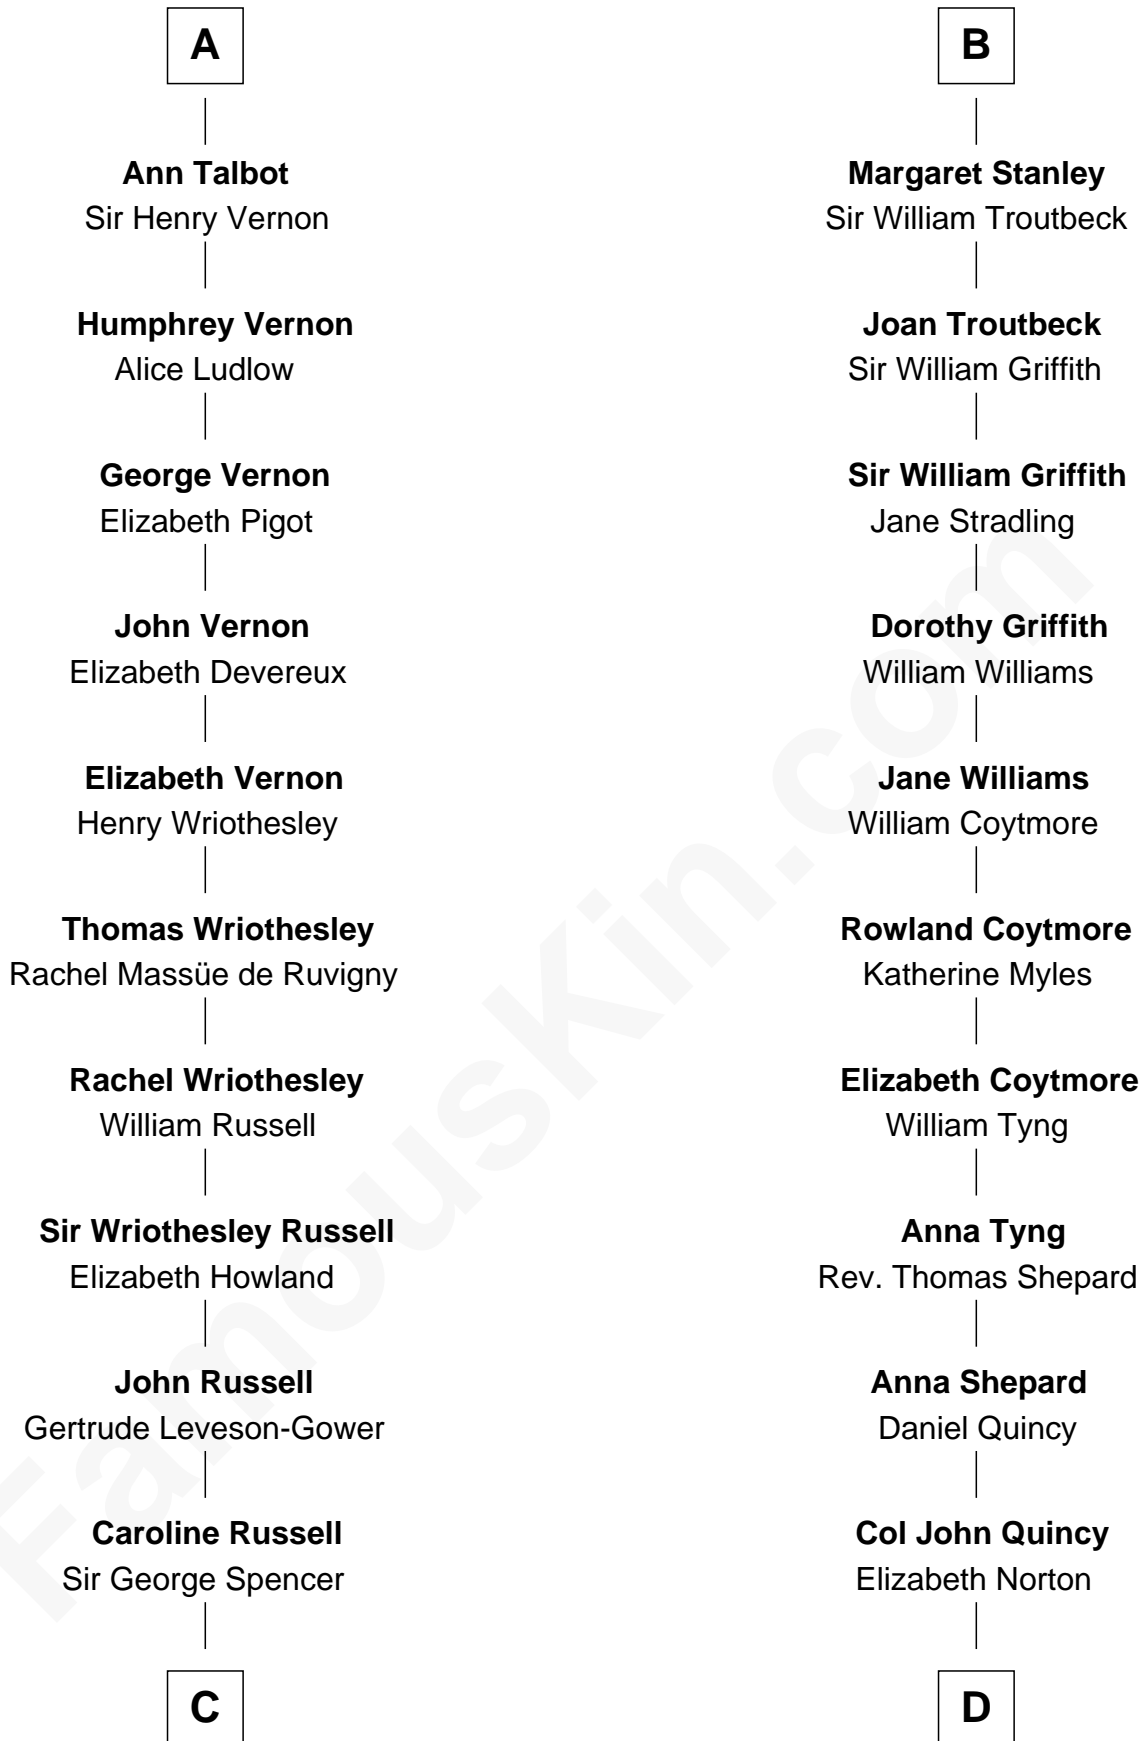 A
Ann Talbot
Sir Henry Vernon
Humphrey Vernon
Alice Ludlow
George Vernon
Elizabeth Pigot
John Vernon
Elizabeth Devereux
Elizabeth Vernon
Henry Wriothesley
Thomas Wriothesley
Rachel Massüe de Ruvigny
Rachel Wriothesley
William Russell
Sir Wriothesley Russell
Elizabeth Howland
John Russell
Gertrude Leveson-Gower
Caroline Russell
Sir George Spencer
C
B
Margaret Stanley
Sir William Troutbeck
Joan Troutbeck
Sir William Griffith
Sir William Griffith
Jane Stradling
Dorothy Griffith
William Williams
Jane Williams
William Coytmore
Rowland Coytmore
Katherine Myles
Elizabeth Coytmore
William Tyng
Anna Tyng
Rev. Thomas Shepard
Anna Shepard
Daniel Quincy
Col John Quincy
Elizabeth Norton
D
FamousKin.com